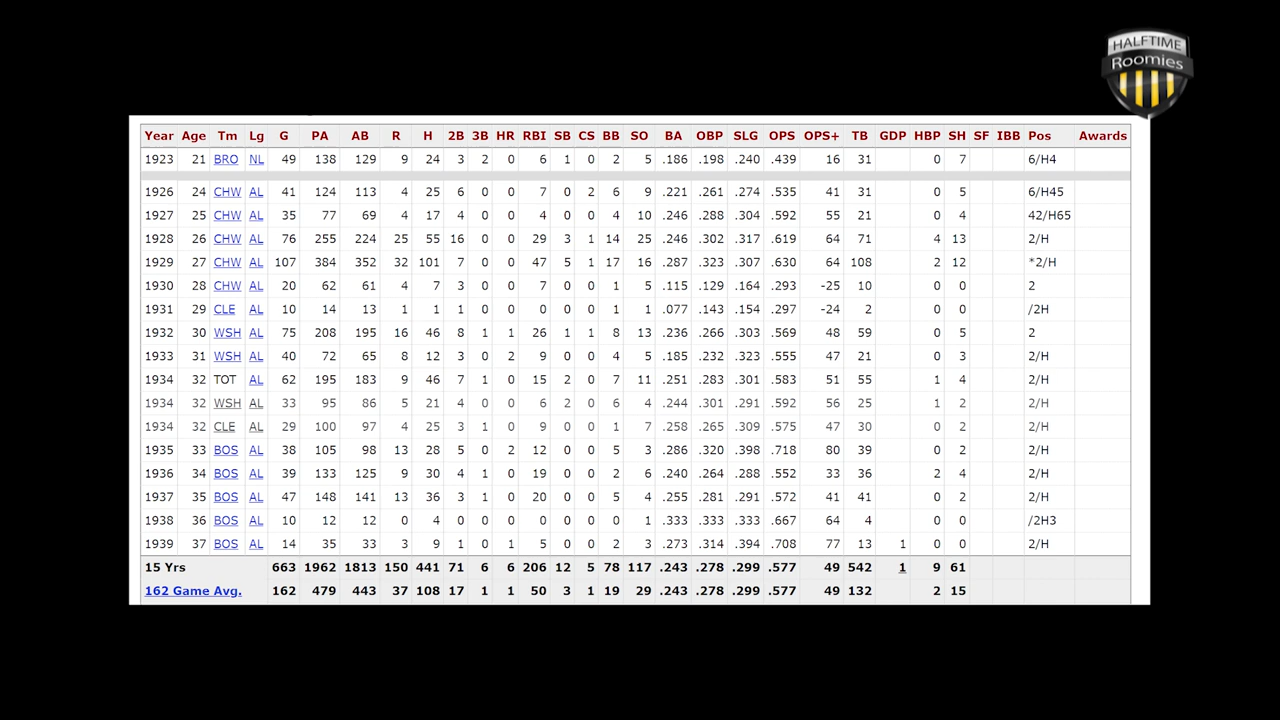 HALFTIME
Roomies
Year Age Tm Lg G PA AB R H 2B 3B HR RBI SB CS BB SO BA OBP SLG OPS OPS+ TB GDP HBP SH SF IBB Pos Awards
1923 21 BRO NL 49 138 129 9 24 3 2 0 6 1 0 2 5 .186 .198 .240 .439 16 31 0 7 6/H4
1926 24 CHW AL 41 124 113 4 25 6 0 0 7 0 2 6 9 .221 .261 .274 .535 41 31 0 5 6/H45
1927 25 CHW AL 35 77 69 4 17 4 0 0 4 0 0 4 10 .246 .288 .304 .592 55 21 0 4 42/H65
1928 26 CHW AL 76 255 224 25 55 16 0 0 29 3 1 14 25 .246 .302 .317 .619 64 71 4 13 2/H
1929 27 CHW AL 107 384 352 32 101 7 0 0 47 5 1 17 16 .287 .323 .307 .630 64 108 2 12 *2/H
1930 28 CHW AL 20 62 61 4 7 3 0 0 7 0 0 1 5 .115 .129 .164 .293 -25 10 0 0 2
1931 29 CLE AL 10 14 13 1 1 1 0 0 0 0 0 1 1 .077 .143 .154 .297 -24 2 0 0 /2H
1932 30 WSH AL 75 208 195 16 46 8 1 1 26 1 1 8 13 .236 .266 .303 .569 48 59 0 5 2
1933 31 WSH AL 40 72 65 8 12 3 0 2 9 0 0 4 5 .185 .232 .323 .555 47 21 0 3 2/H
1934 32 TOT AL 62 195 183 9 46 7 1 0 15 2 0 7 11 .251 .283 .301 .583 51 55 1 4 2/H
1934 32 WSH AL 33 95 86 5 21 4 0 0 6 2 0 6 4 .244 .301 .291 .592 56 25 1 2 2/H
1934 32 CLE AL 29 100 97 4 25 3 1 0 9 0 0 1 7 .258 .265 .309 .575 47 30 0 2 2/H
1935 33 BOS AL 38 105 98 13 28 5 0 2 12 0 0 5 3 .286 .320 .398 .718 80 39 0 2 2/H
1936 34 BOS AL 39 133 125 9 30 4 1 0 19 0 0 2 6 .240 .264 .288 .552 33 36 2 4 2/H
1937 35 BOS AL 47 148 141 13 36 3 1 0 20 0 0 5 4 .255 .281 .291 .572 41 41 0 2 2/H
1938 36 BOS AL 10 12 12 0 4 0 0 0 0 0 0 0 1 .333 .333 .333 .667 64 4 0 0 /2H3
1939 37 BOS AL 14 35 33 3 9 1 0 1 5 0 0 2 3 .273 .314 .394 .708 77 13 1 0 0 2/H
15 Yrs 663 1962 1813 150 441 71 6 6 206 12 5 78 117 .243 .278 .299 .577 49 542 1 9 61
162 Game Avg. 162 479 443 37 108 17 1 1 50 3 1 19 29 .243 .278 .299 .577 49 132 2 15